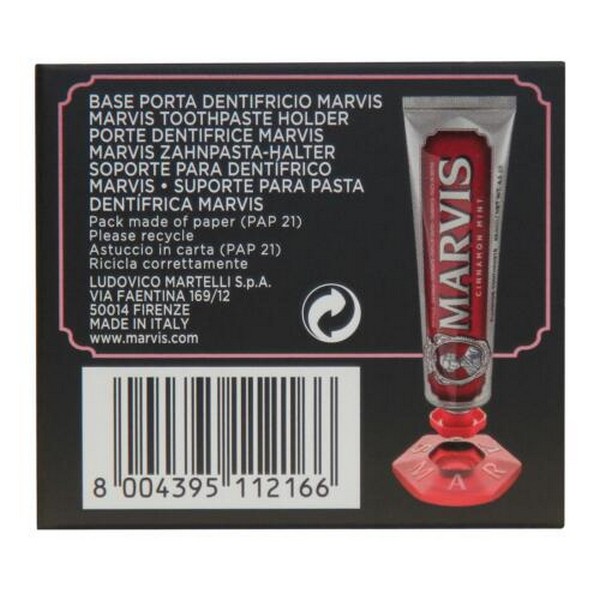 BASE PORTA DENTIFRICIO MARVIS
MARVIS TOOTHPASTE HOLDER
PORTE DENTIFRICE MARVIS
MARVIS ZAHNPASTA-HALTER
SOPORTE PARA DENTÍFRICO
MARVIS • SUPORTE PARA PASTA
DENTÍFRICA MARVIS
Pack made of paper (PAP 21)
Please recycle
Astuccio in carta (PAP 21)
Ricicla correttamente
LUDOVICO MARTELLI S.p.A.
VIA FAENTINA 169/12
50014 FIRENZE
MADE IN ITALY
www.marvis.com
MARVIS
CINNAMON MINT
8 004395 112166